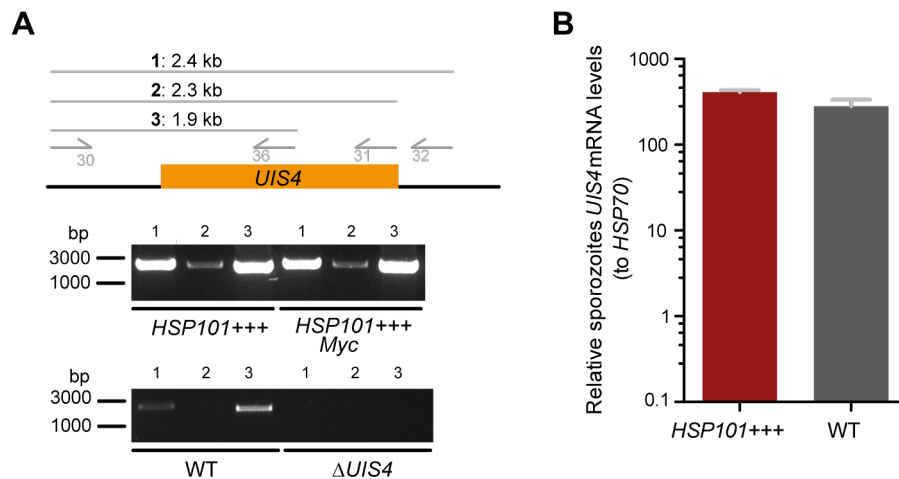 A
1: 2.4 kb
2: 2.3 kb
3: 1.9 kb
30 36 31 32
UIS4
bp 1 2 3 1 2 3
3000
1000
HSP101+++ HSP101+++
Myc
bp 1 2 3 1 2 3
3000
1000
WT ΔUIS4
B
Relative sporozoites UIS4 mRNA levels
(to HSP70)
1000
100
10
1
0.1
HSP101+++ WT